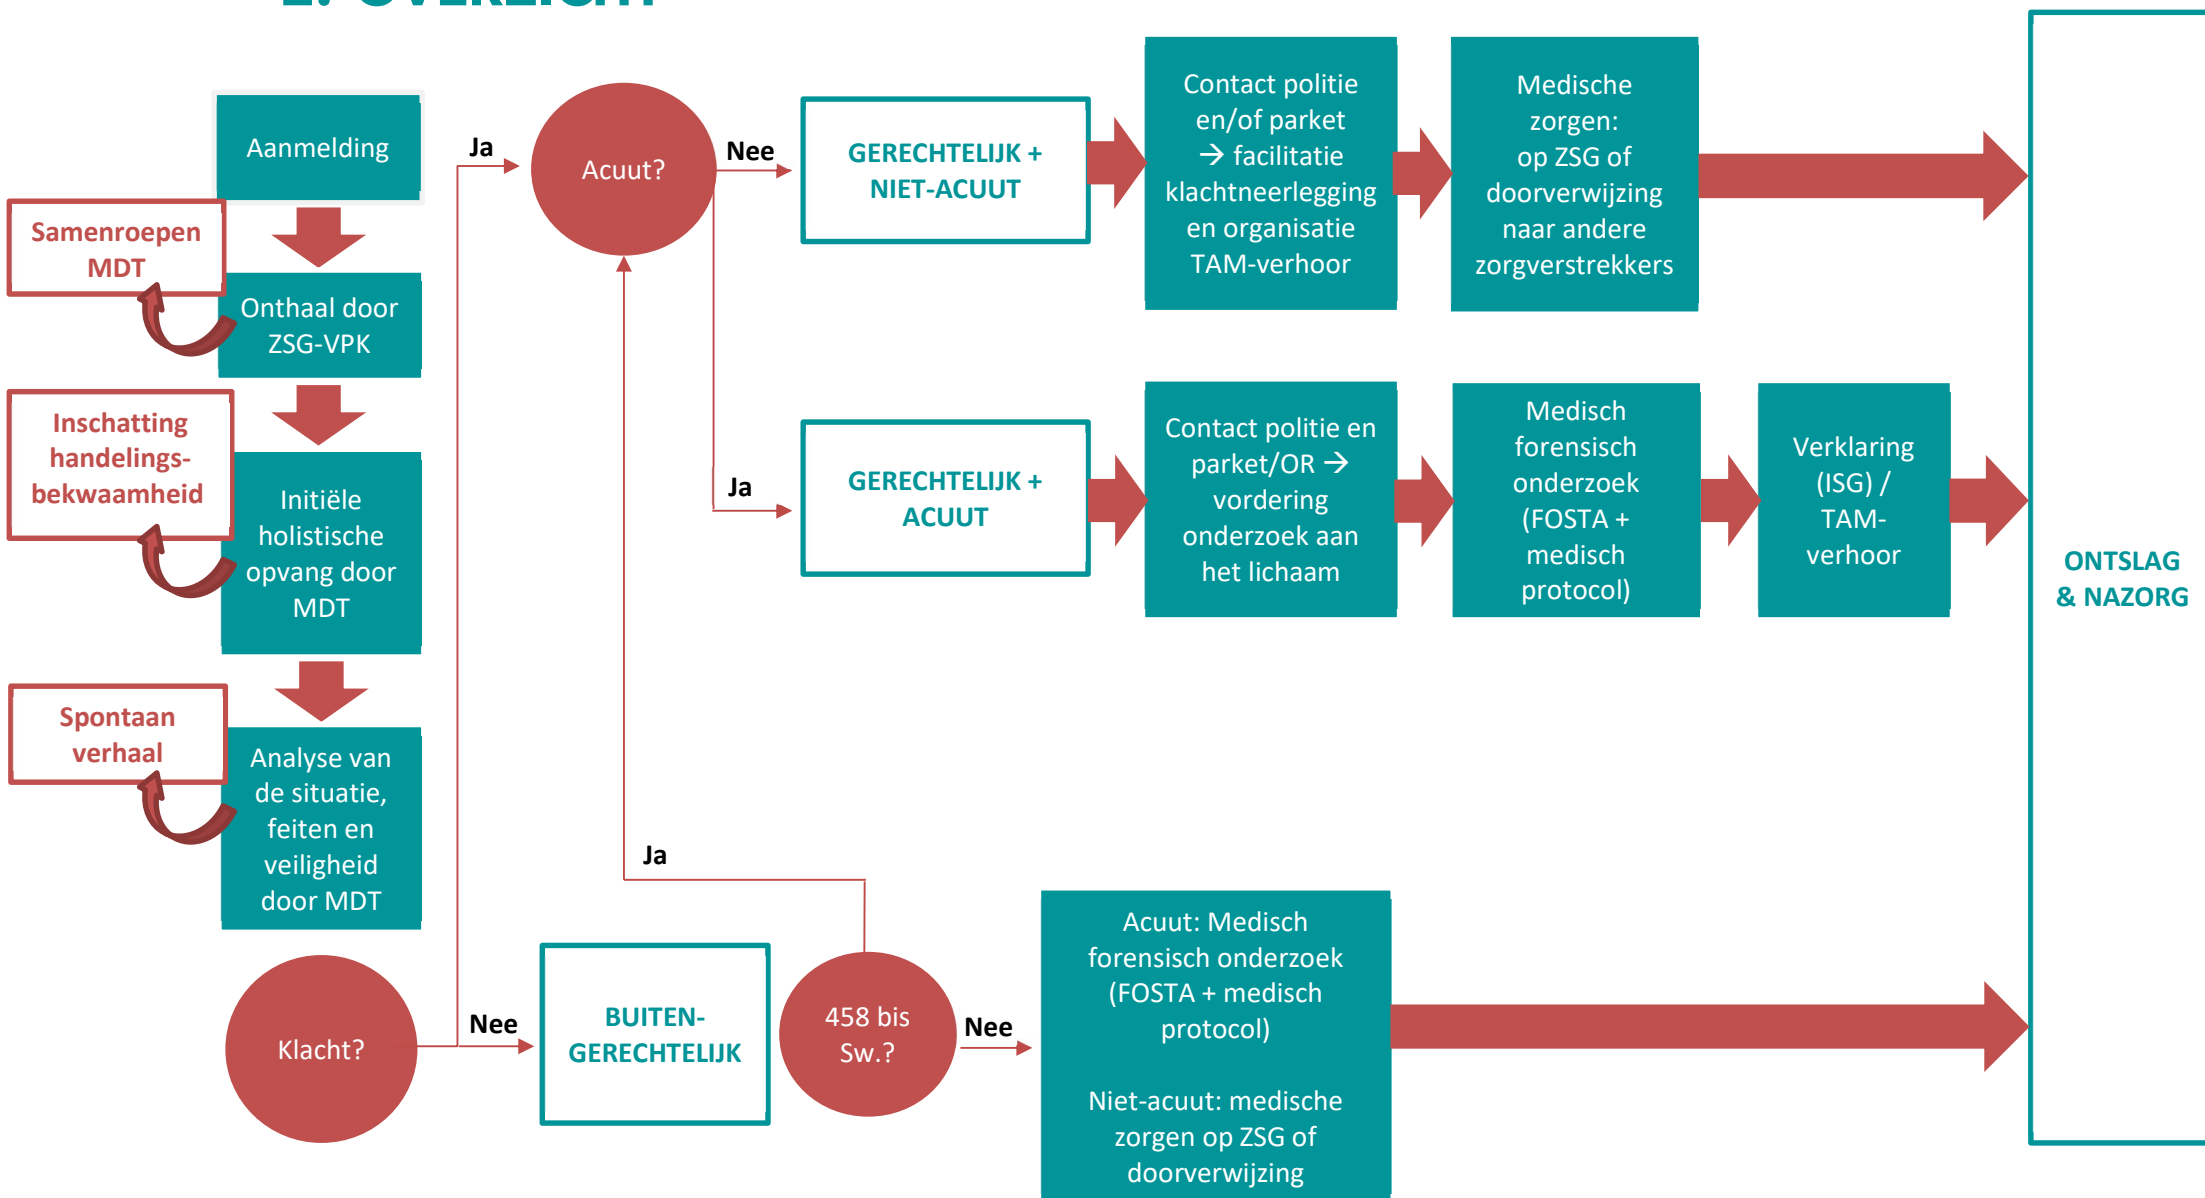 2. OVERZICHT
Aanmelding
Samenroepen
MDT
Onthaal door
ZSG-VPK
Inschatting
handelings-
bekwaamheid
Initiële
holistische
opvang door
MDT
Spontaan
verhaal
Analyse van
de situatie,
feiten en
veiligheid
door MDT
Klacht?
Ja
Acuut?
Nee
GERECHTELIJK +
NIET-ACUUT
Contact politie
en/of parket
→ facilitatie
klachtneerlegging
en organisatie
TAM-verhoor
Medische
zorgen:
op ZSG of
doorverwijzing
naar andere
zorgverstrekkers
Ja
GERECHTELIJK +
ACUUT
Contact politie en
parket/OR →
vordering
onderzoek aan
het lichaam
Medisch
forensisch
onderzoek
(FOSTA +
medisch
protocol)
Verklaring
(ISG) /
TAM-
verhoor
Nee
BUITEN-
GERECHTELIJK
458 bis
Sw.?
Ja
Nee
Acuut: Medisch
forensisch onderzoek
(FOSTA + medisch
protocol)
Niet-acuut: medische
zorgen op ZSG of
doorverwijzing
ONTSLAG
& NAZORG